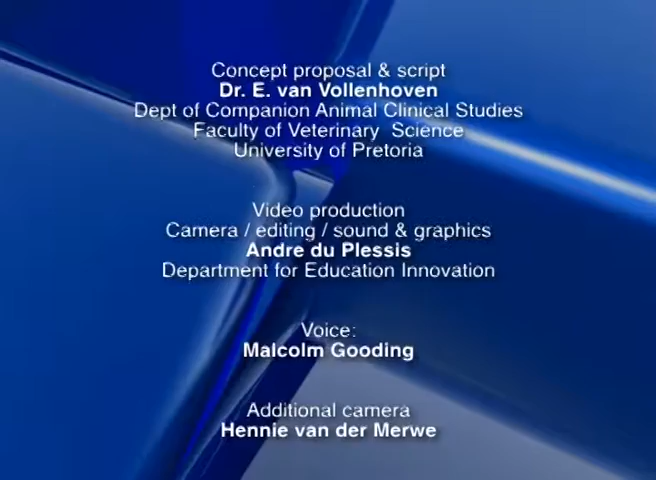 Concept proposal & script
Dr. E. van Vollenhoven
Dept of Companion Animal Clinical Studies
Faculty of Veterinary Science
University of Pretoria
Video production
Camera / editing / sound & graphics
Andre du Plessis
Department for Education Innovation
Voice:
Malcolm Gooding
Additional camera
Hennie van der Merwe